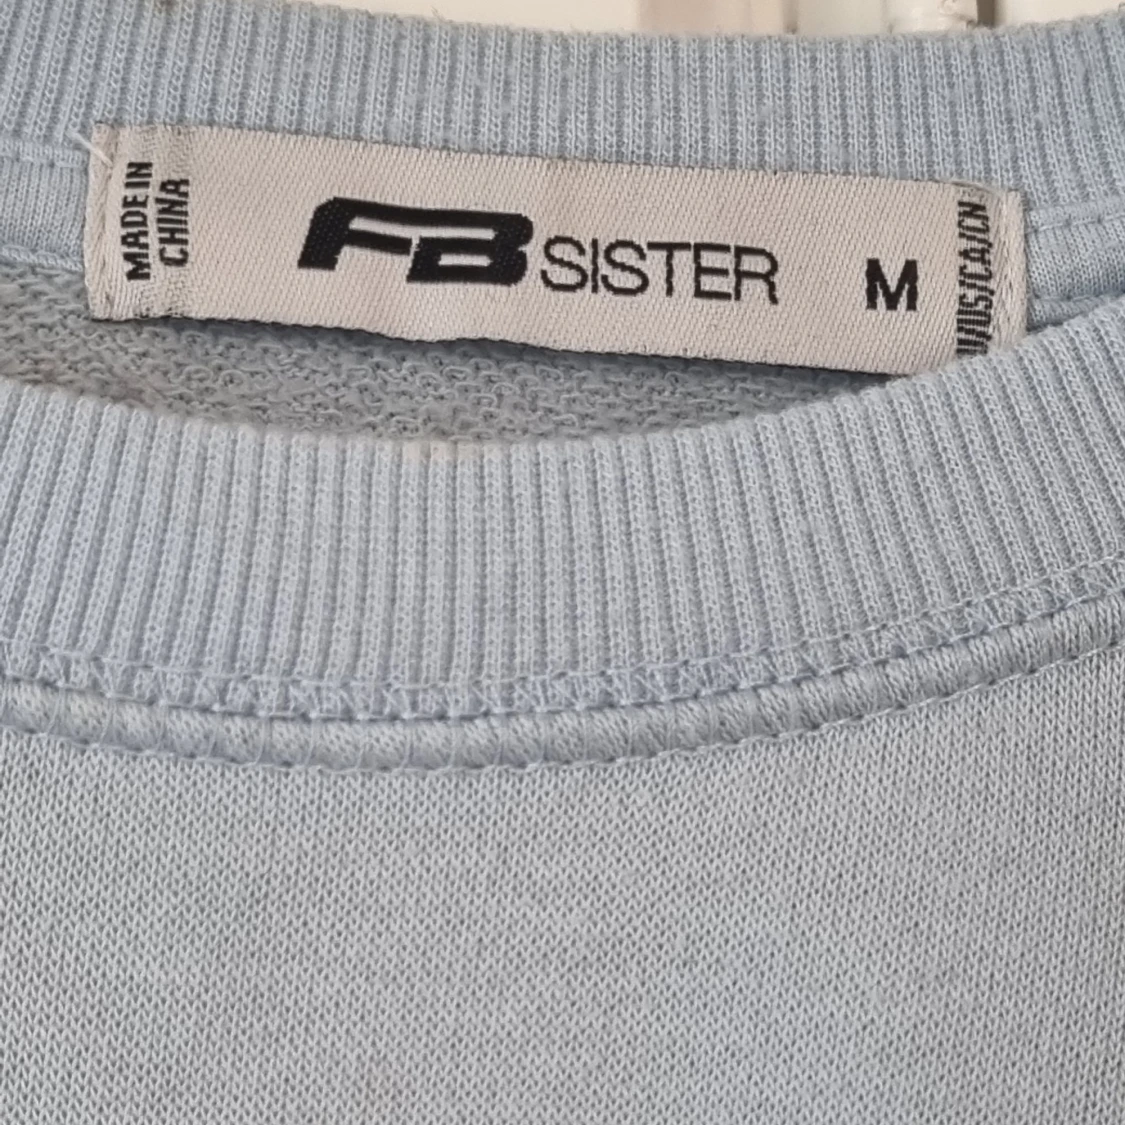 MADE IN
CHINA
FB SISTER
M
/US/CA/CN